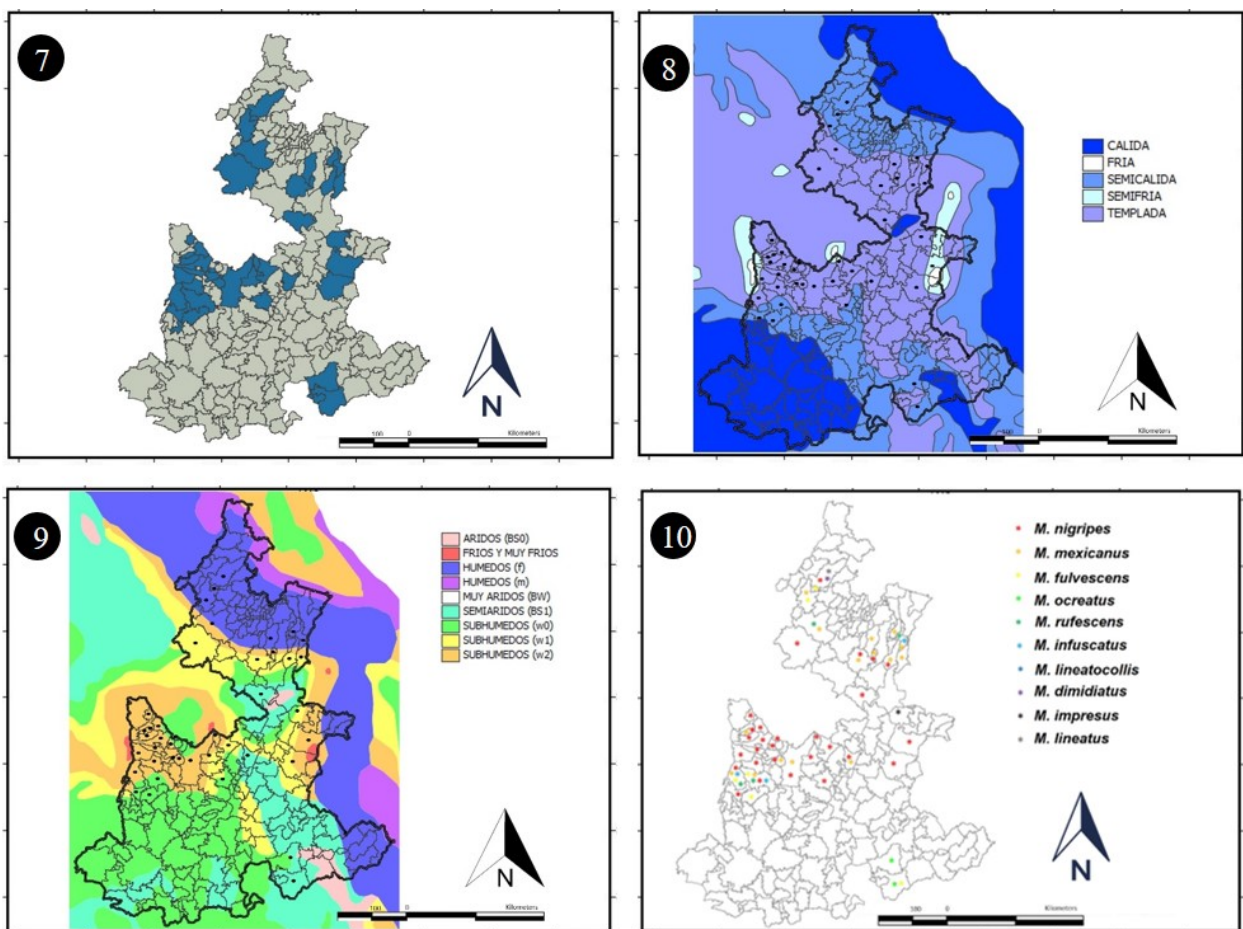 7
N
100 0 Kilometers
8
CALIDA
FRIA
SEMICALIDA
SEMIFRIA
TEMPLADA
N
100 0 Kilometers
9
ARIDOS (BS0)
FRIOS Y MUY FRIOS
HUMEDOS (f)
HUMEDOS (m)
MUY ARIDOS (BW)
SEMIARIDOS (BS1)
SUBHUMEDOS (w0)
SUBHUMEDOS (w1)
SUBHUMEDOS (w2)
N
100 0 Kilometers
10
M. nigripes
M. mexicanus
M. fulvescens
M. ocreatus
M. rufescens
M. infuscatus
M. lineatocollis
M. dimidiatus
M. impresus
M. lineatus
N
100 0 Kilometers